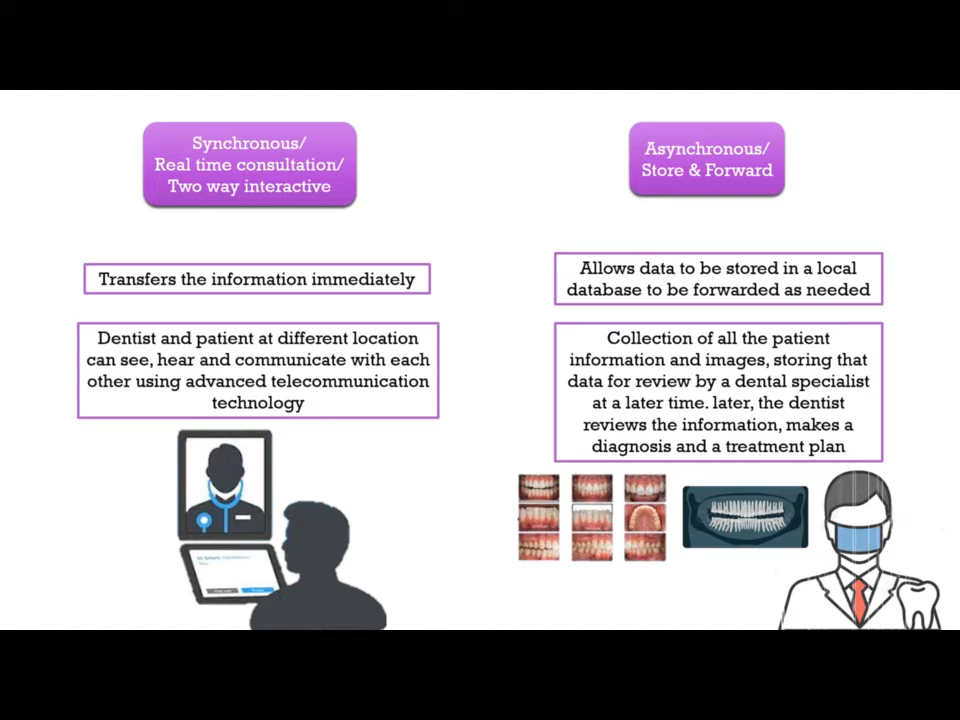 Synchronous/
Real time consultation/
Two way interactive
Transfers the information immediately
Dentist and patient at different location
can see, hear and communicate with each
other using advanced telecommunication
technology
Asynchronous/
Store & Forward
Allows data to be stored in a local
database to be forwarded as needed
Collection of all the patient
information and images, storing that
data for review by a dental specialist
at a later time. later, the dentist
reviews the information, makes a
diagnosis and a treatment plan